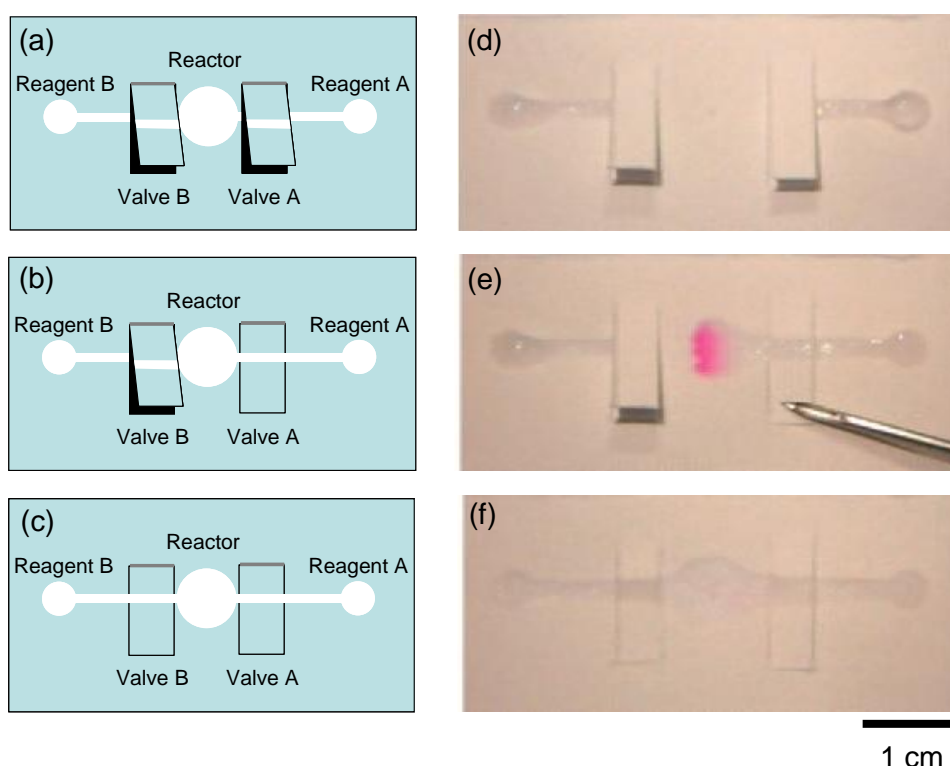 (a)
Reactor
Reagent B
Reagent A
Valve B
Valve A
(d)
(b)
Reactor
Reagent B
Reagent A
Valve B
Valve A
(e)
(c)
Reactor
Reagent B
Reagent A
Valve B
Valve A
(f)
1 cm